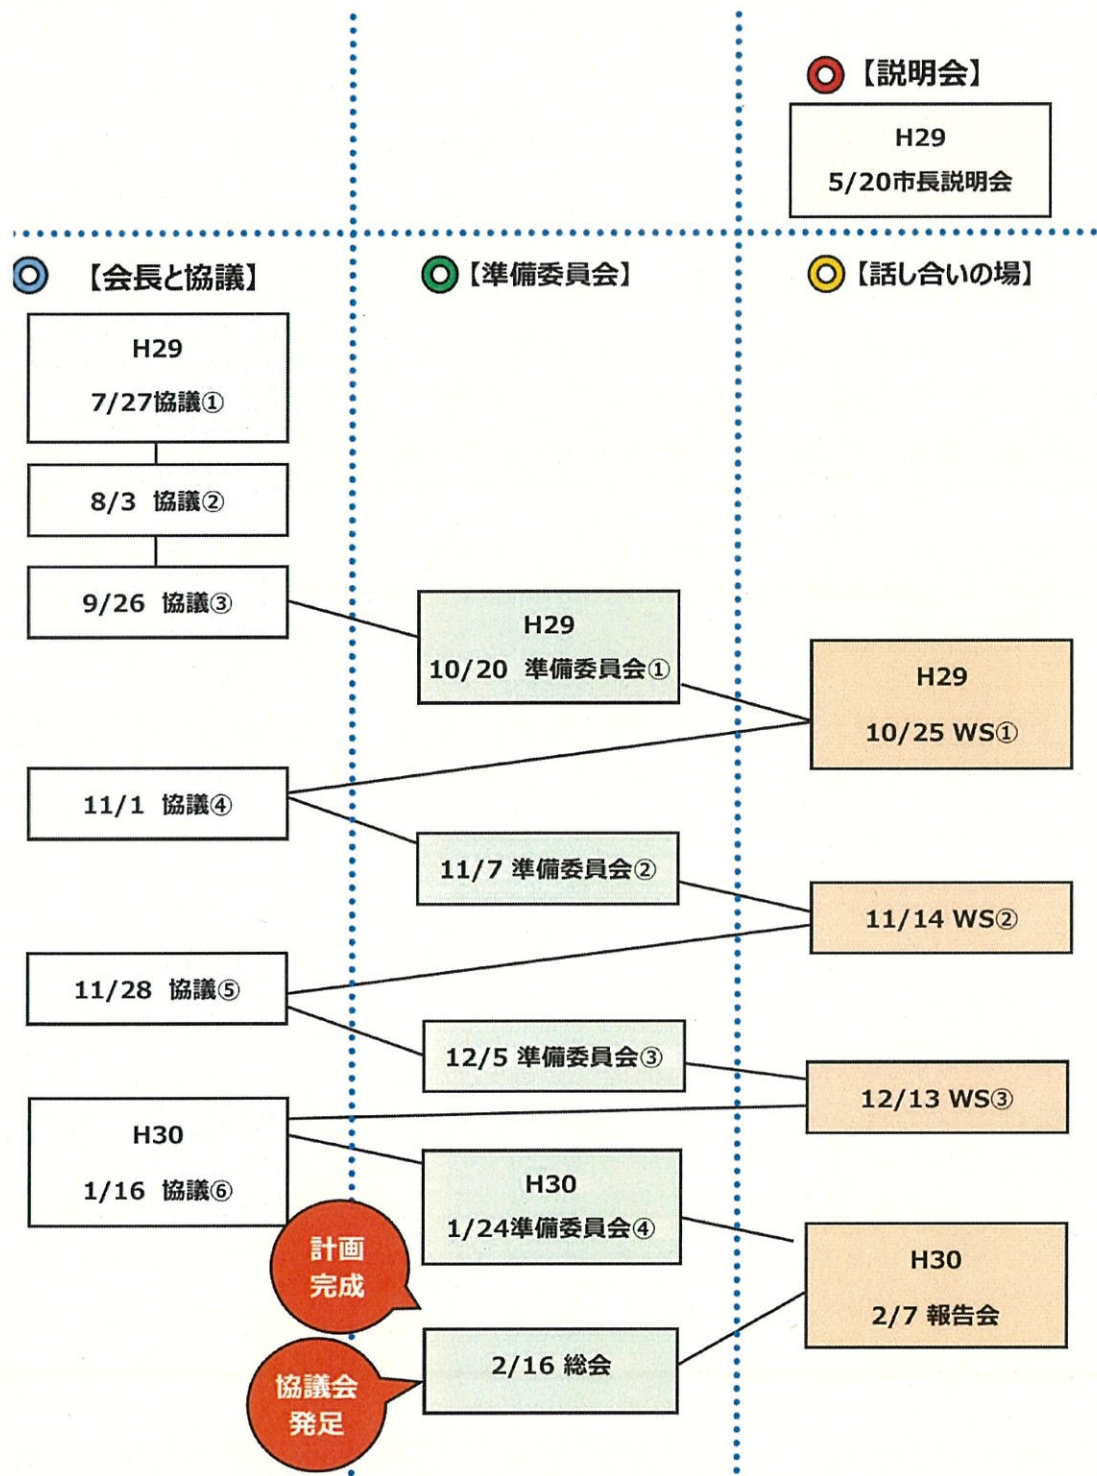 【説明会】
H29
5/20市長説明会
【会長と協議】
【準備委員会】
【話し合いの場】
H29
7/27協議①
8/3 協議②
9/26 協議③
H29
10/20 準備委員会①
H29
10/25 WS①
11/1 協議④
11/7 準備委員会②
11/14 WS②
11/28 協議⑤
12/5 準備委員会③
12/13 WS③
H30
1/16 協議⑥
H30
1/24準備委員会④
計画
完成
H30
2/7 報告会
2/16 総会
協議会
発足